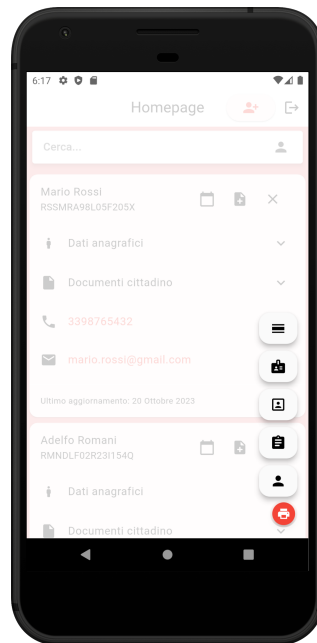 6:17
Homepage
Cerca...
Mario Rossi
RSSMRA98L05F205X
Dati anagrafici
Documenti cittadino
3398765432
mario.rossi@gmail.com
Ultimo aggiornamento: 20 Ottobre 2023
Adelfo Romani
RMNDLF02R23I154Q
Dati anagrafici
Documenti cittadino